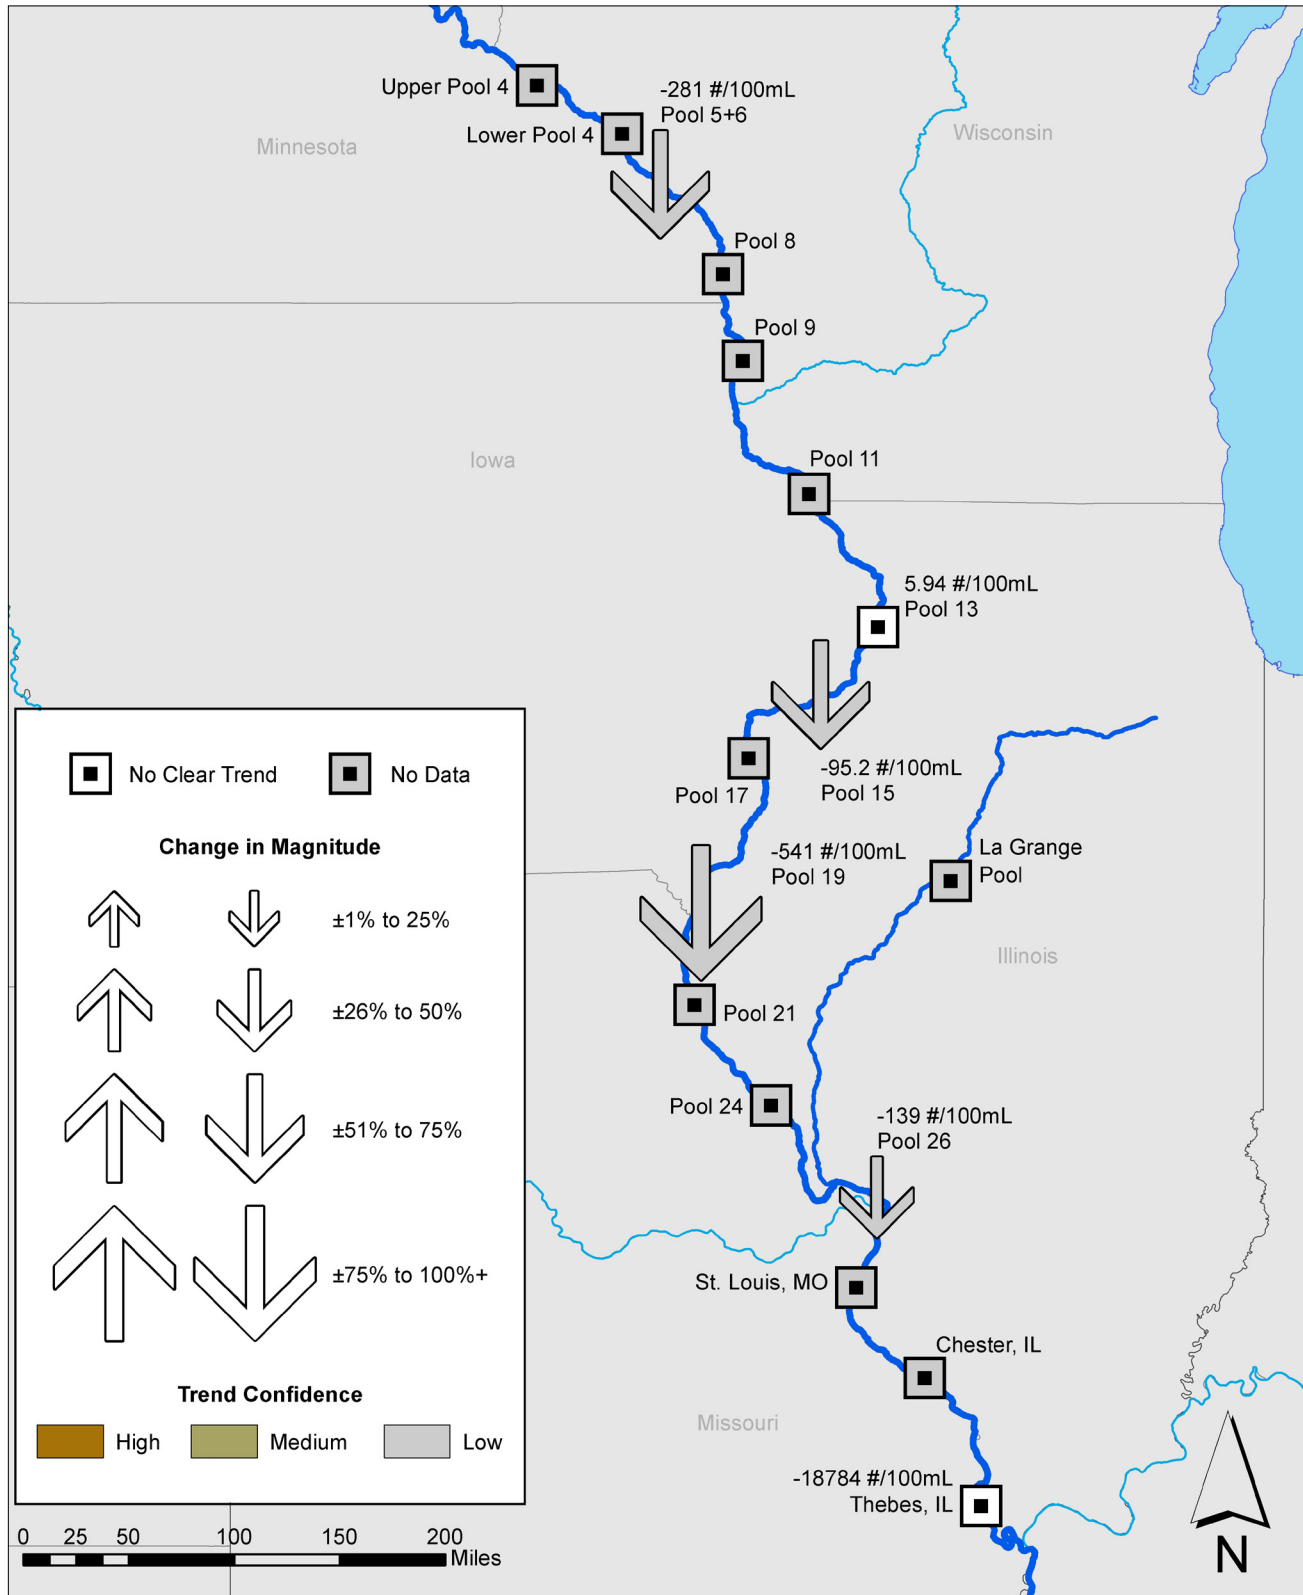 Upper Pool 4
-281 #/100mL
Pool 5+6
Lower Pool 4
Minnesota
Wisconsin
Pool 8
Pool 9
Iowa
Pool 11
5.94 #/100mL
Pool 13
-95.2 #/100mL
Pool 15
Pool 17
-541 #/100mL
Pool 19
La Grange
Pool
Illinois
Pool 21
Pool 24
-139 #/100mL
Pool 26
St. Louis, MO
Chester, IL
Missouri
-18784 #/100mL
Thebes, IL
No Clear Trend
No Data
Change in Magnitude
±1% to 25%
±26% to 50%
±51% to 75%
±75% to 100%+
Trend Confidence
High
Medium
Low
0 25 50 100 150 200
Miles
N